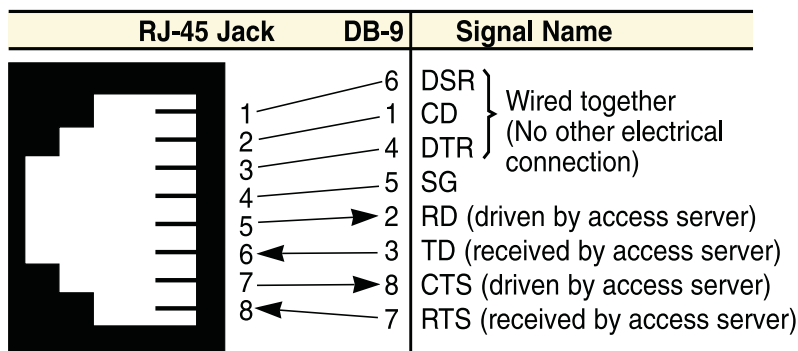 RJ-45 Jack DB-9 Signal Name
1 6 DSR
2 1 CD
3 4 DTR
Wired together
(No other electrical
connection)
4 5 SG
5 2 RD (driven by access server)
6 3 TD (received by access server)
7 8 CTS (driven by access server)
8 7 RTS (received by access server)